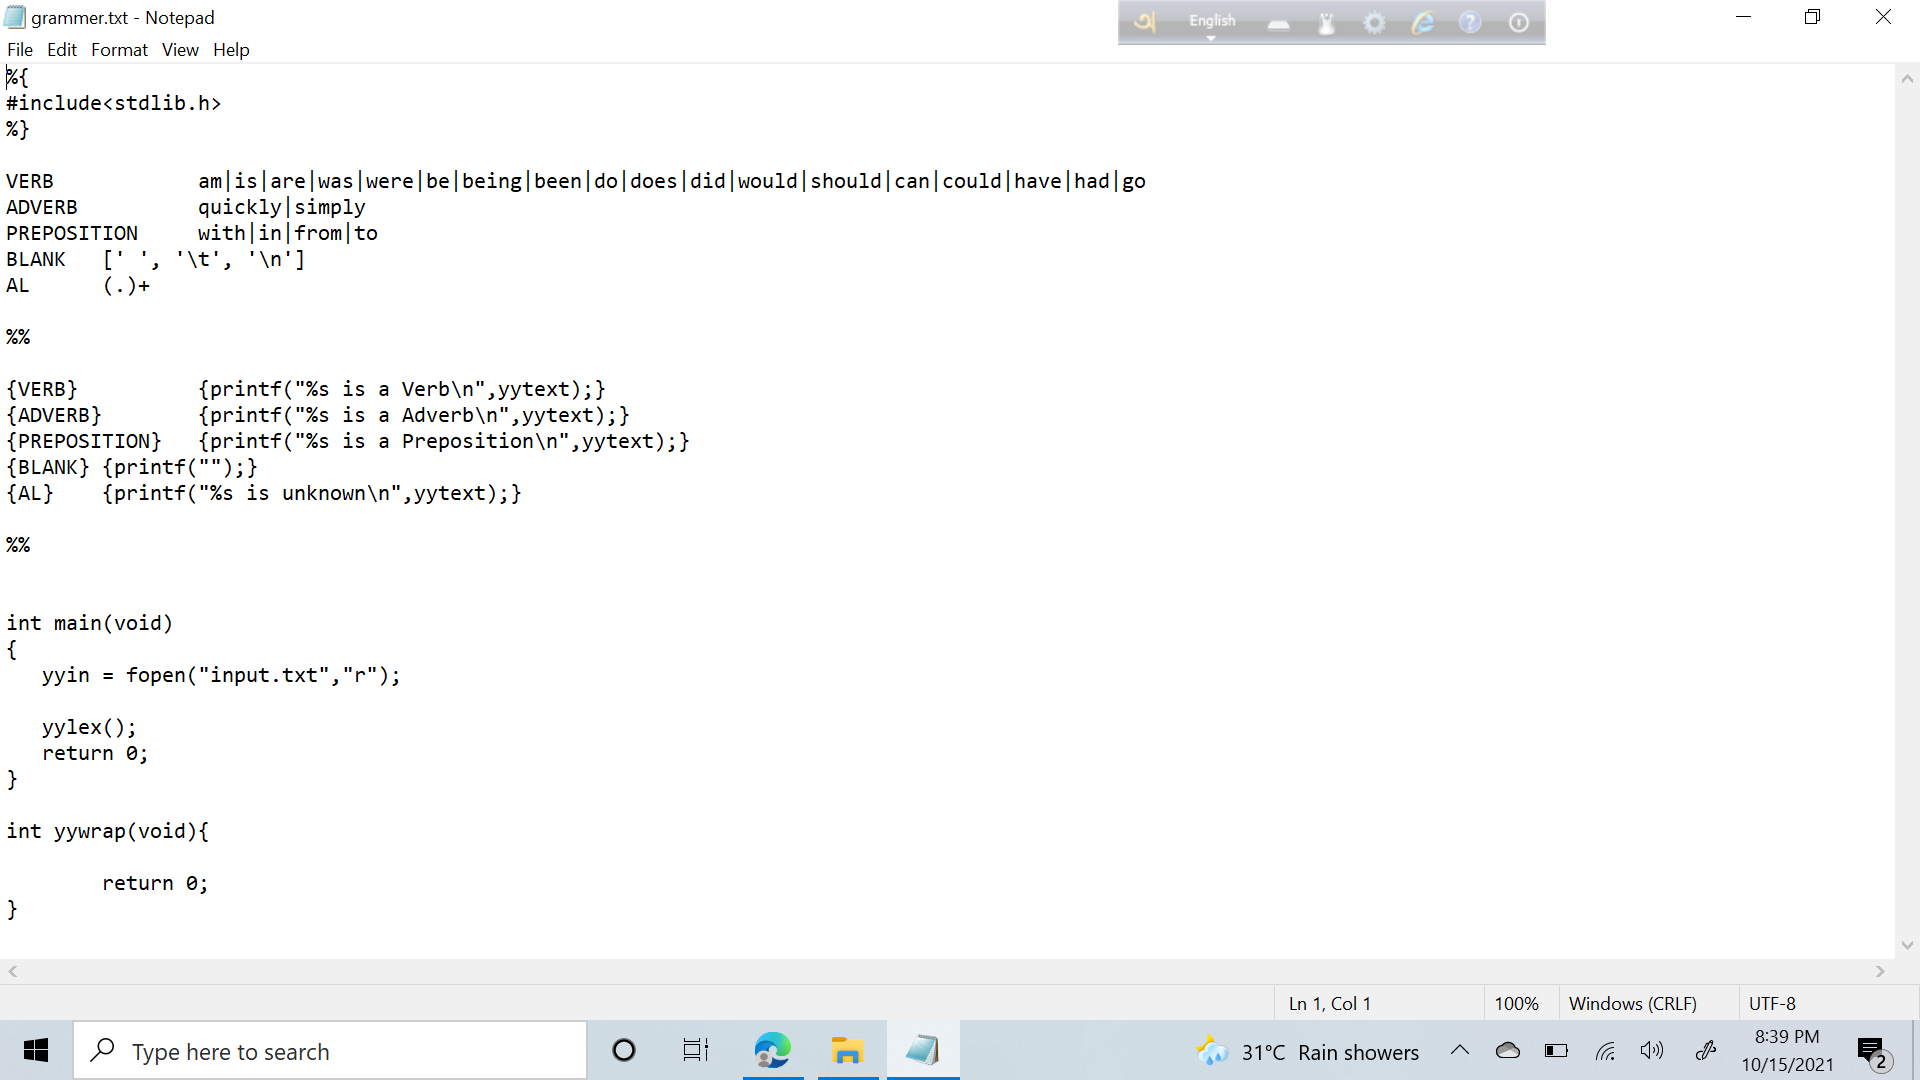 grammer.txt - Notepad
অ English
File Edit Format View Help
%{
#include<stdlib.h>
%}
VERB am|is|are|was|were|be|being|been|do|does|did|would|should|can|could|have|had|go
ADVERB quickly|simply
PREPOSITION with|in|from|to
BLANK [' ', '\t', '\n']
AL (.)+
%%
{VERB} {printf("%s is a Verb\n",yytext);}
{ADVERB} {printf("%s is a Adverb\n",yytext);}
{PREPOSITION} {printf("%s is a Preposition\n",yytext);}
{BLANK} {printf("");}
{AL} {printf("%s is unknown\n",yytext);}
%%
int main(void)
{
yyin = fopen("input.txt","r");
yylex();
return 0;
}
int yywrap(void){
return 0;
}
Ln 1, Col 1 100% Windows (CRLF) UTF-8
Type here to search
31°C Rain showers
8:39 PM
10/15/2021
2